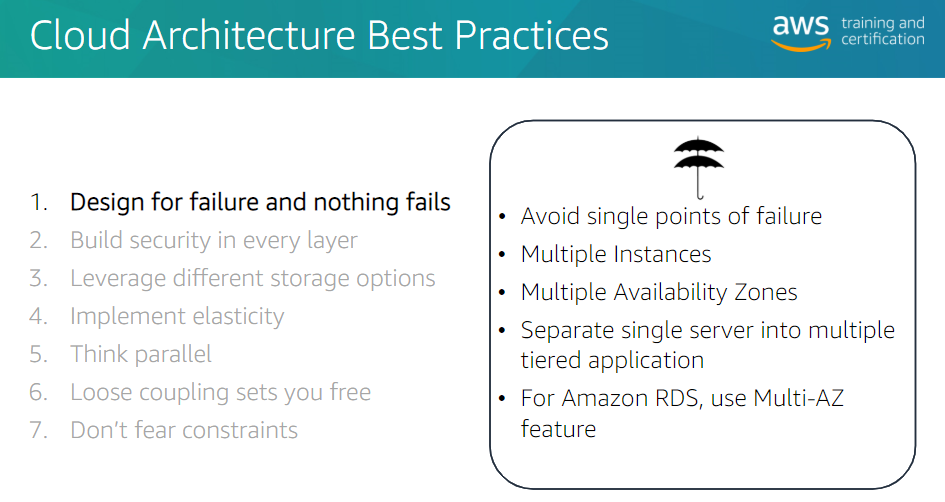 Cloud Architecture Best Practices
aws training and
certification
1. Design for failure and nothing fails
2. Build security in every layer
3. Leverage different storage options
4. Implement elasticity
5. Think parallel
6. Loose coupling sets you free
7. Don’t fear constraints
• Avoid single points of failure
• Multiple Instances
• Multiple Availability Zones
• Separate single server into multiple
tiered application
• For Amazon RDS, use Multi-AZ
feature